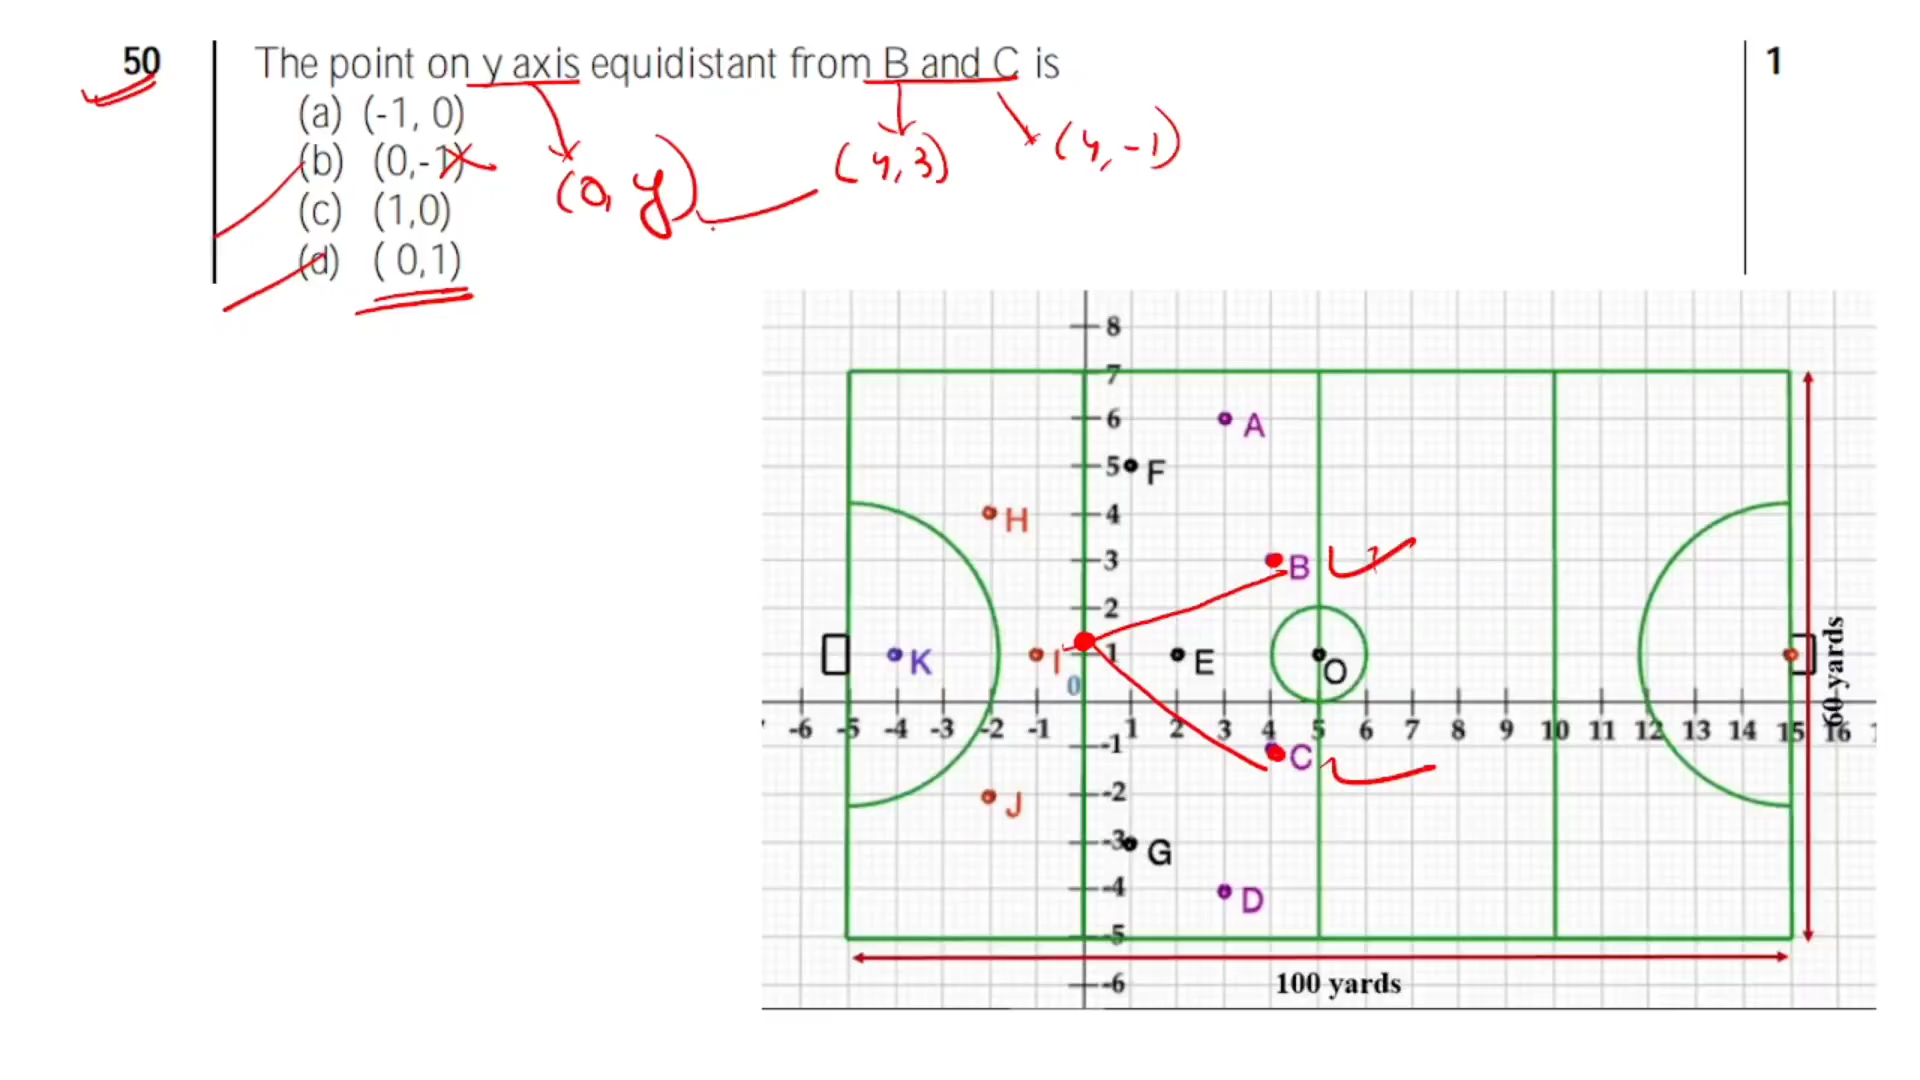 50 The point on y axis equidistant from B and C is 1
(a) (-1, 0)
(b) (0,-1)
(c) (1,0)
(d) ( 0,1)
(0, y)
(4,3)
(4,-1)
8
7
6 A
5 F
4 H
3 B
2
1 K I E O
0
-6 -5 -4 -3 -2 -1 1 2 3 4 5 6 7 8 9 10 11 12 13 14 15 16
-1 C
-2 J
-3 G
-4 D
-5
-6
100 yards
60 yards